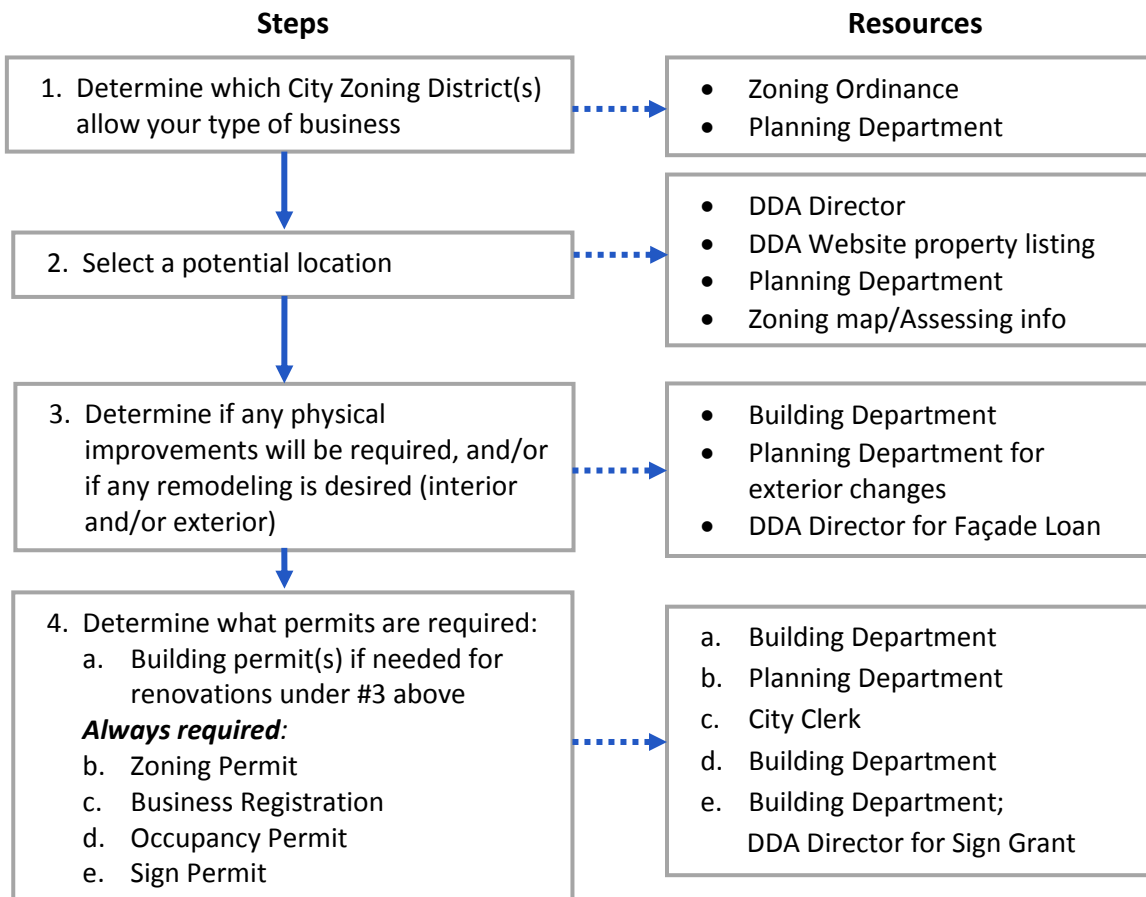 Steps
Resources
1. Determine which City Zoning District(s)
allow your type of business
• Zoning Ordinance
• Planning Department
2. Select a potential location
• DDA Director
• DDA Website property listing
• Planning Department
• Zoning map/Assessing info
3. Determine if any physical
improvements will be required, and/or
if any remodeling is desired (interior
and/or exterior)
• Building Department
• Planning Department for
exterior changes
• DDA Director for Façade Loan
4. Determine what permits are required:
a. Building permit(s) if needed for
renovations under #3 above
Always required:
b. Zoning Permit
c. Business Registration
d. Occupancy Permit
e. Sign Permit
a. Building Department
b. Planning Department
c. City Clerk
d. Building Department
e. Building Department;
DDA Director for Sign Grant